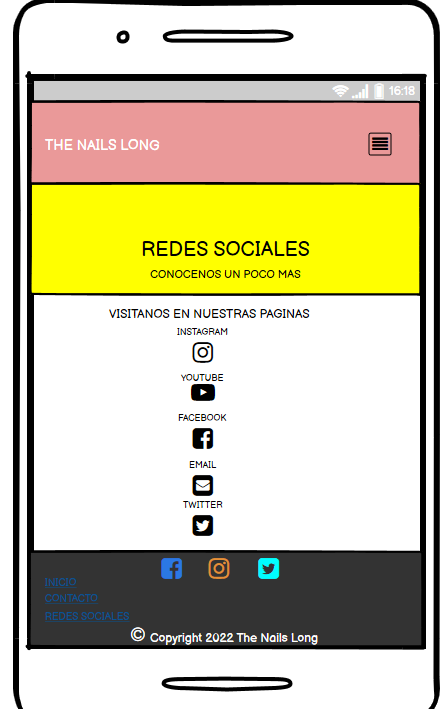 16:18
THE NAILS LONG
REDES SOCIALES
CONOCENOS UN POCO MAS
VISITANOS EN NUESTRAS PAGINAS
INSTAGRAM
YOUTUBE
FACEBOOK
EMAIL
TWITTER
INICIO
CONTACTO
REDES SOCIALES
© Copyright 2022 The Nails Long